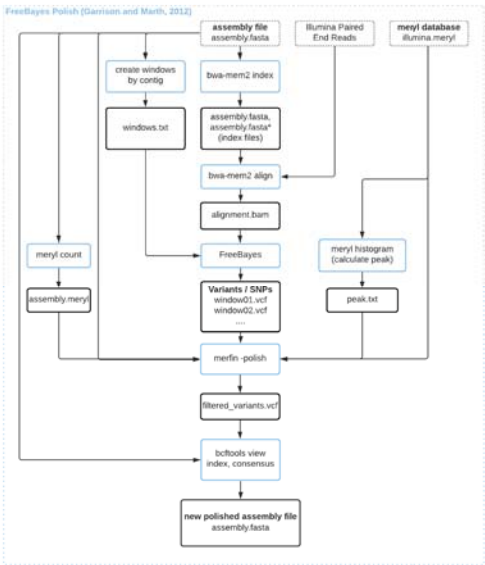 FreeBayes Polish (Garrison and Marth, 2012)
assembly file
assembly.fasta
Illumina Paired
End Reads
meryl database
illumina.meryl
create windows
by contig
bwa-mem2 index
windows.txt
assembly.fasta,
assembly.fasta*
(index files)
bwa-mem2 align
alignment.bam
meryl count
FreeBayes
meryl histogram
(calculate peak)
assembly.meryl
Variants / SNPs
window01.vcf
window02.vcf
....
peak.txt
merfin -polish
filtered_variants.vcf
bcftools view
index, consensus
new polished assembly file
assembly.fasta